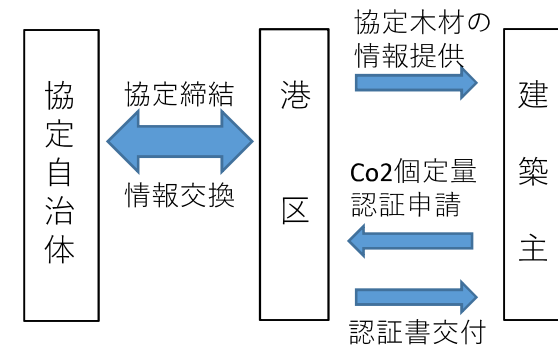 協定自治体
協定締結
情報交換
港区
協定木材の
情報提供
Co2個定量
認証申請
認証書交付
建築主